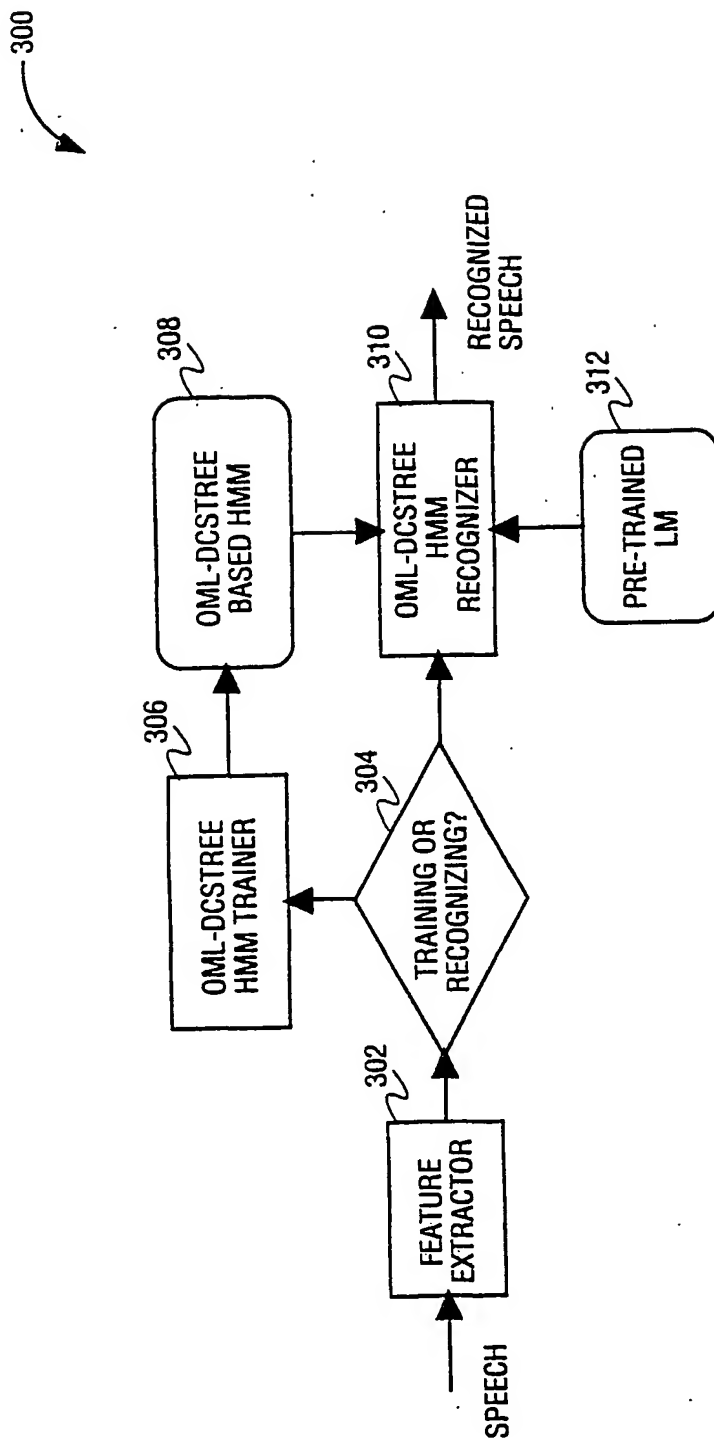 300
SPEECH
302
FEATURE
EXTRACTOR
304
TRAINING OR
RECOGNIZING?
306
OML-DCSTREE
HMM TRAINER
308
OML-DCSTREE
BASED HMM
310
OML-DCSTREE
HMM
RECOGNIZER
RECOGNIZED
SPEECH
312
PRE-TRAINED
LM